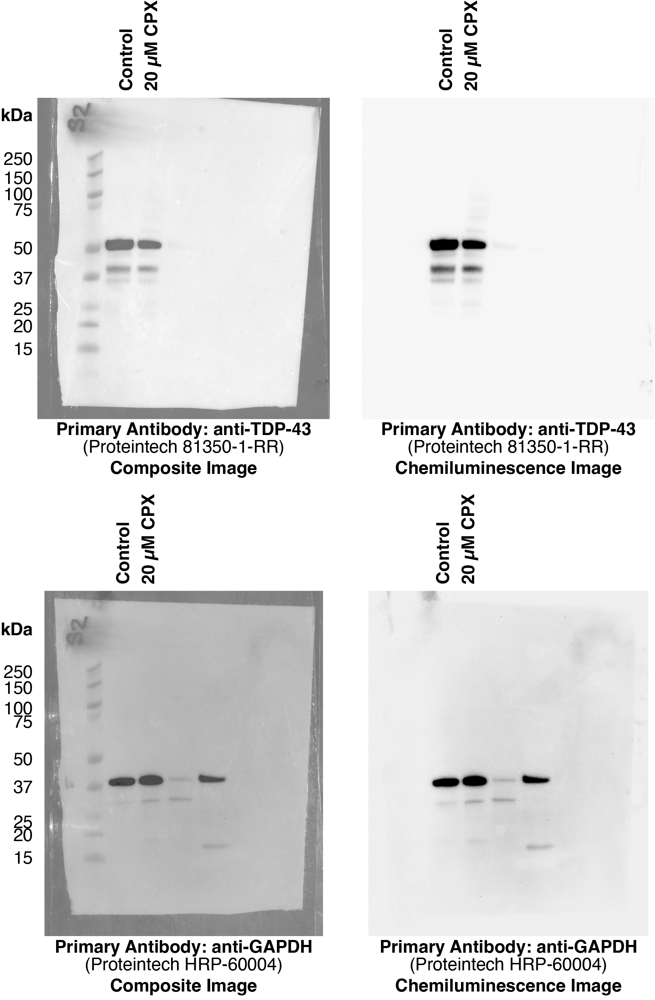 Control
20 µM CPX
Control
20 µM CPX
kDa
S2
250
150
100
75
50
37
25
20
15
Primary Antibody: anti-TDP-43
(Proteintech 81350-1-RR)
Composite Image
Primary Antibody: anti-TDP-43
(Proteintech 81350-1-RR)
Chemiluminescence Image
Control
20 µM CPX
Control
20 µM CPX
kDa
S2
250
150
100
75
50
37
25
20
15
Primary Antibody: anti-GAPDH
(Proteintech HRP-60004)
Composite Image
Primary Antibody: anti-GAPDH
(Proteintech HRP-60004)
Chemiluminescence Image